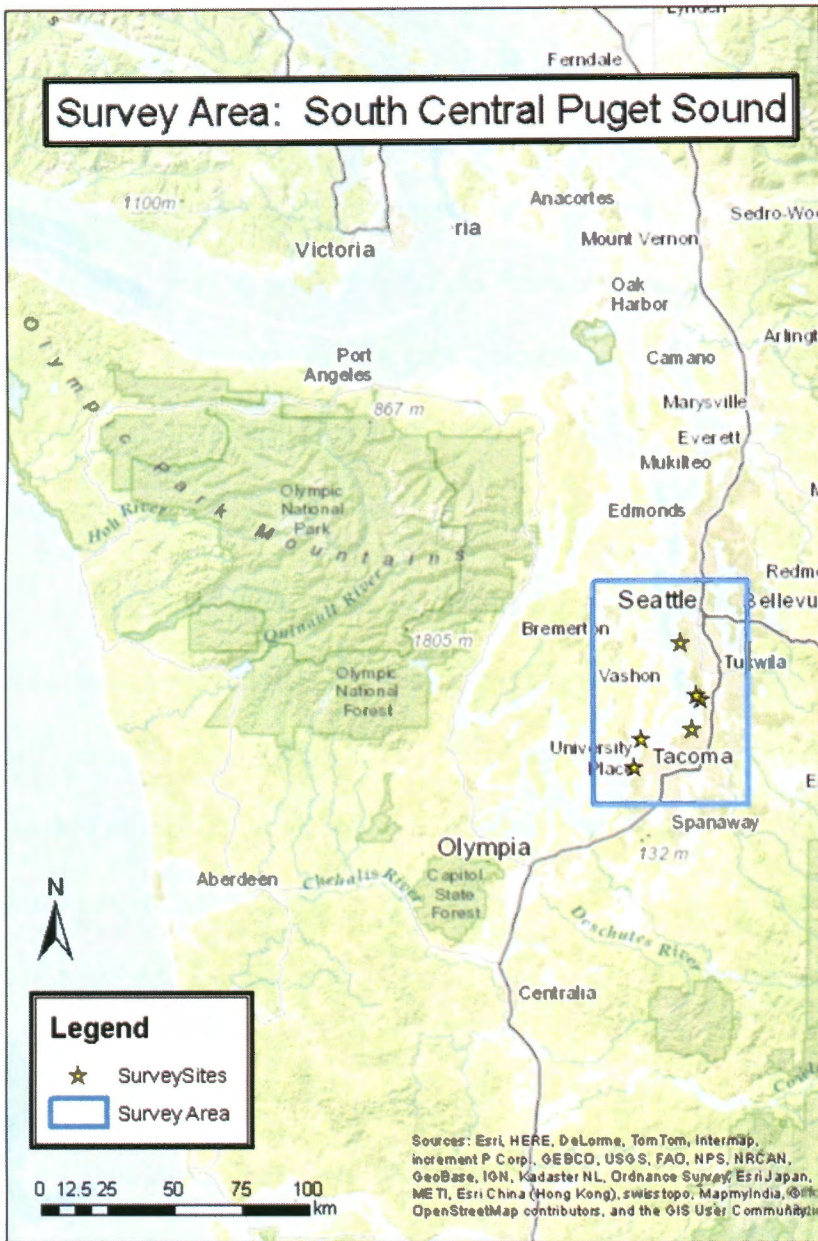 Lynden
Ferndale
Survey Area: South Central Puget Sound
1100m
Anacortes
Sedro-Woo
Victoria
ria
Mount Vernon
Oak
Harbor
Arlingt
Port
Angeles
Camano
867 m
Marysville
Everett
Mukilteo
Olympic Park Mountains
Olympic
National
Park
Edmonds
Hoh River
Redmo
Seattle
Bellevu
Quinault River
Bremerton
1805 m
Tukwila
Vashon
Olympic
National
Forest
University
Place
Tacoma
Spanaway
132 m
Olympia
Aberdeen
Chehalis River
Capitol
State
Forest
Deschutes River
N
Centralia
Legend
SurveySites
Survey Area
Cowl
0 12.5 25 50 75 100
km
Sources: Esri, HERE, DeLorme, TomTom, Intermap,
increment P Corp., GEBCO, USGS, FAO, NPS, NRCAN,
GeoBase, IGN, Kadaster NL, Ordnance Survey, Esri Japan,
METI, Esri China (Hong Kong), swisstopo, MapmyIndia, ©
OpenStreetMap contributors, and the GIS User Community